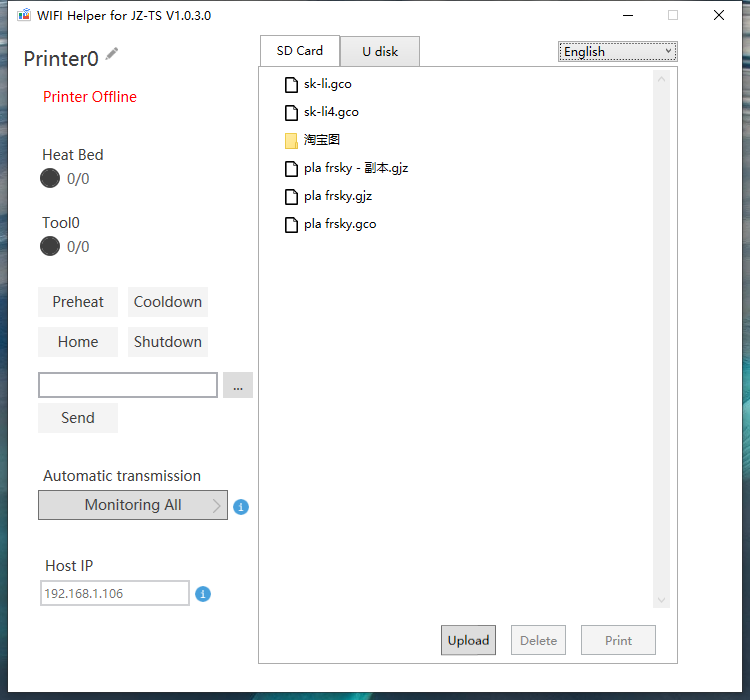 WIFI Helper for JZ-TS V1.0.3.0
Printer0
Printer Offline
Heat Bed
0/0
Tool0
0/0
Preheat Cooldown
Home Shutdown
...
Send
Automatic transmission
Monitoring All
Host IP
192.168.1.106
SD Card U disk English
sk-li.gco
sk-li4.gco
淘宝图
pla frsky - 副本.gjz
pla frsky.gjz
pla frsky.gco
Upload Delete Print